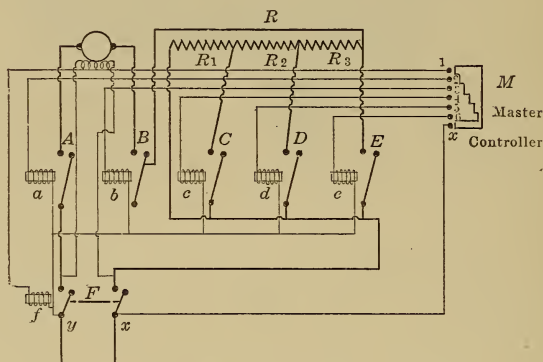 R
R1 R2 R3
1
M
Master
Controller
x
A B C D E
a b c d e
F
f y x